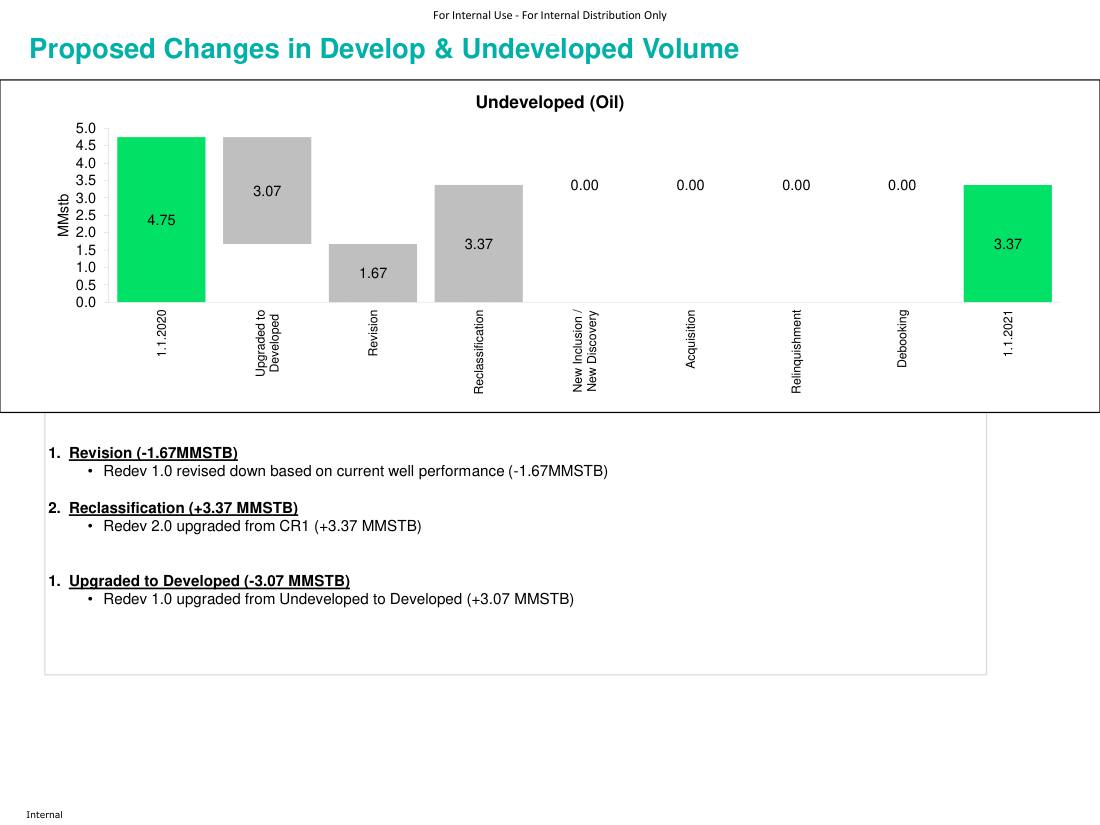 For Internal Use - For Internal Distribution Only
Proposed Changes in Develop & Undeveloped Volume
Undeveloped (Oil)
MMstb
5.0
4.5
4.0
3.5
3.0
2.5
2.0
1.5
1.0
0.5
0.0
4.75
3.07
1.67
3.37
0.00
0.00
0.00
0.00
3.37
1.1.2020
Upgraded to
Developed
Revision
Reclassification
New Inclusion /
New Discovery
Acquisition
Relinquishment
Debooking
1.1.2021
1. Revision (-1.67MMSTB)
• Redev 1.0 revised down based on current well performance (-1.67MMSTB)
2. Reclassification (+3.37 MMSTB)
• Redev 2.0 upgraded from CR1 (+3.37 MMSTB)
1. Upgraded to Developed (-3.07 MMSTB)
• Redev 1.0 upgraded from Undeveloped to Developed (+3.07 MMSTB)
Internal